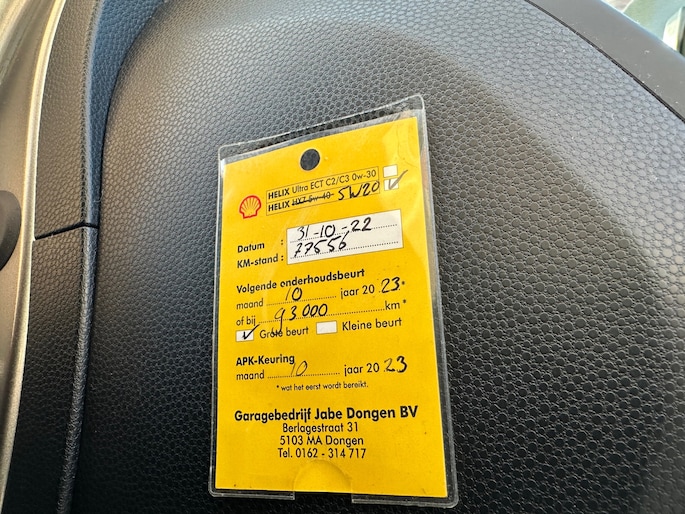 HELIX Ultra ECT C2/C3 0w-30
HELIX HX7 5w-40 5W20
Datum : 31-10-22
KM-stand : 77556
Volgende onderhoudsbeurt
maand 10 jaar 2023.
of bij 93.000 km*
Grote beurt Kleine beurt
APK-Keuring
maand 10 jaar 2023
* wat het eerst wordt bereikt.
Garagebedrijf Jabe Dongen BV
Berlagestraat 31
5103 MA Dongen
Tel. 0162 - 314 717